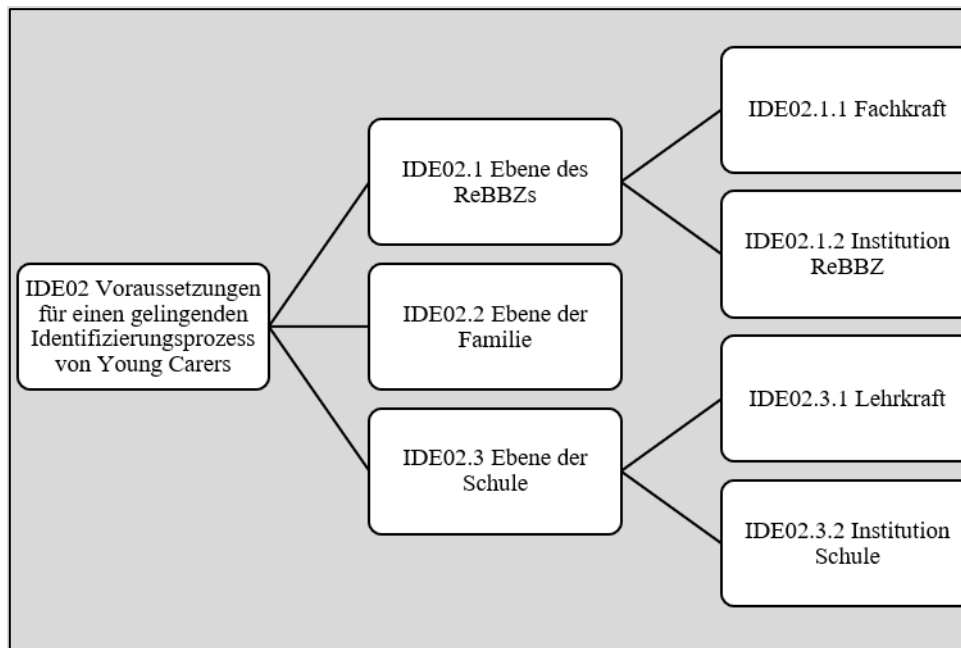 IDE02 Voraussetzungen
für einen gelingenden
Identifizierungsprozess
von Young Carers
IDE02.1 Ebene des
ReBBZs
IDE02.1.1 Fachkraft
IDE02.1.2 Institution
ReBBZ
IDE02.2 Ebene der
Familie
IDE02.3 Ebene der
Schule
IDE02.3.1 Lehrkraft
IDE02.3.2 Institution
Schule